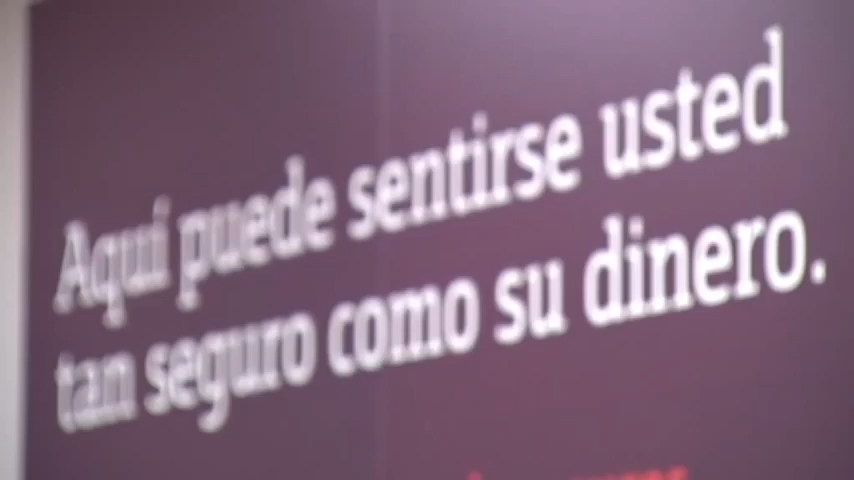 Aquí puede sentirse usted
tan seguro como su dinero.